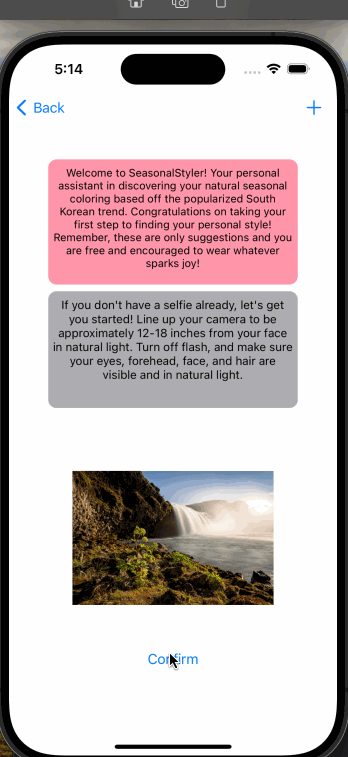 5:14
Back
Welcome to SeasonalStyler! Your personal
assistant in discovering your natural seasonal
coloring based off the popularized South
Korean trend. Congratulations on taking your
first step to finding your personal style!
Remember, these are only suggestions and you
are free and encouraged to wear whatever
sparks joy!
If you don't have a selfie already, let's get
you started! Line up your camera to be
approximately 12-18 inches from your face
in natural light. Turn off flash, and make sure
your eyes, forehead, face, and hair are
visible and in natural light.
Confirm